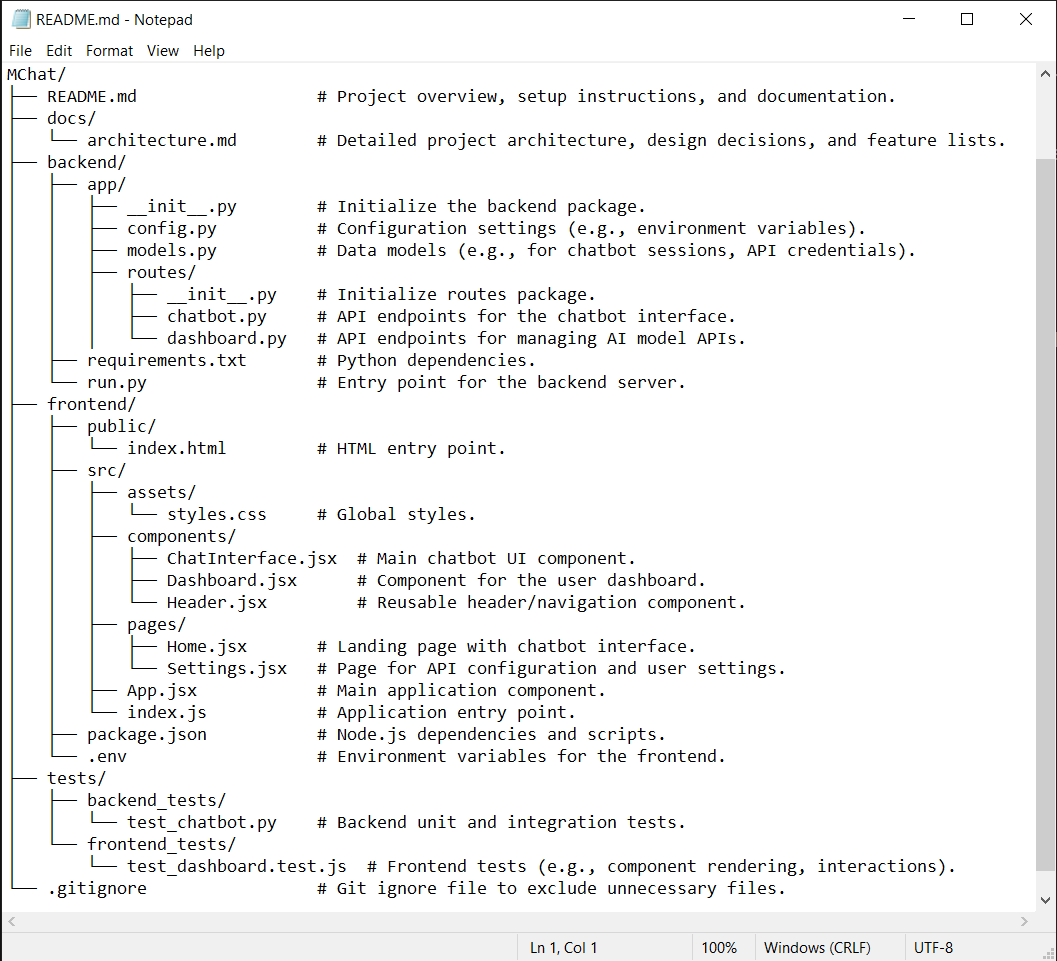 README.md - Notepad
File Edit Format View Help
MChat/
├── README.md                  # Project overview, setup instructions, and documentation.
├── docs/
│   └── architecture.md        # Detailed project architecture, design decisions, and feature lists.
├── backend/
│   ├── app/
│   │   ├── __init__.py        # Initialize the backend package.
│   │   ├── config.py          # Configuration settings (e.g., environment variables).
│   │   ├── models.py          # Data models (e.g., for chatbot sessions, API credentials).
│   │   ├── routes/
│   │   │   ├── __init__.py    # Initialize routes package.
│   │   │   ├── chatbot.py     # API endpoints for the chatbot interface.
│   │   │   └── dashboard.py   # API endpoints for managing AI model APIs.
│   ├── requirements.txt       # Python dependencies.
│   └── run.py                 # Entry point for the backend server.
├── frontend/
│   ├── public/
│   │   └── index.html         # HTML entry point.
│   ├── src/
│   │   ├── assets/
│   │   │   └── styles.css     # Global styles.
│   │   ├── components/
│   │   │   ├── ChatInterface.jsx  # Main chatbot UI component.
│   │   │   ├── Dashboard.jsx      # Component for the user dashboard.
│   │   │   └── Header.jsx         # Reusable header/navigation component.
│   │   ├── pages/
│   │   │   ├── Home.jsx       # Landing page with chatbot interface.
│   │   │   └── Settings.jsx   # Page for API configuration and user settings.
│   │   ├── App.jsx            # Main application component.
│   │   └── index.js           # Application entry point.
│   ├── package.json           # Node.js dependencies and scripts.
│   └── .env                   # Environment variables for the frontend.
├── tests/
│   ├── backend_tests/
│   │   └── test_chatbot.py    # Backend unit and integration tests.
│   └── frontend_tests/
│       └── test_dashboard.test.js  # Frontend tests (e.g., component rendering, interactions).
└── .gitignore                 # Git ignore file to exclude unnecessary files.
Ln 1, Col 1 100% Windows (CRLF) UTF-8